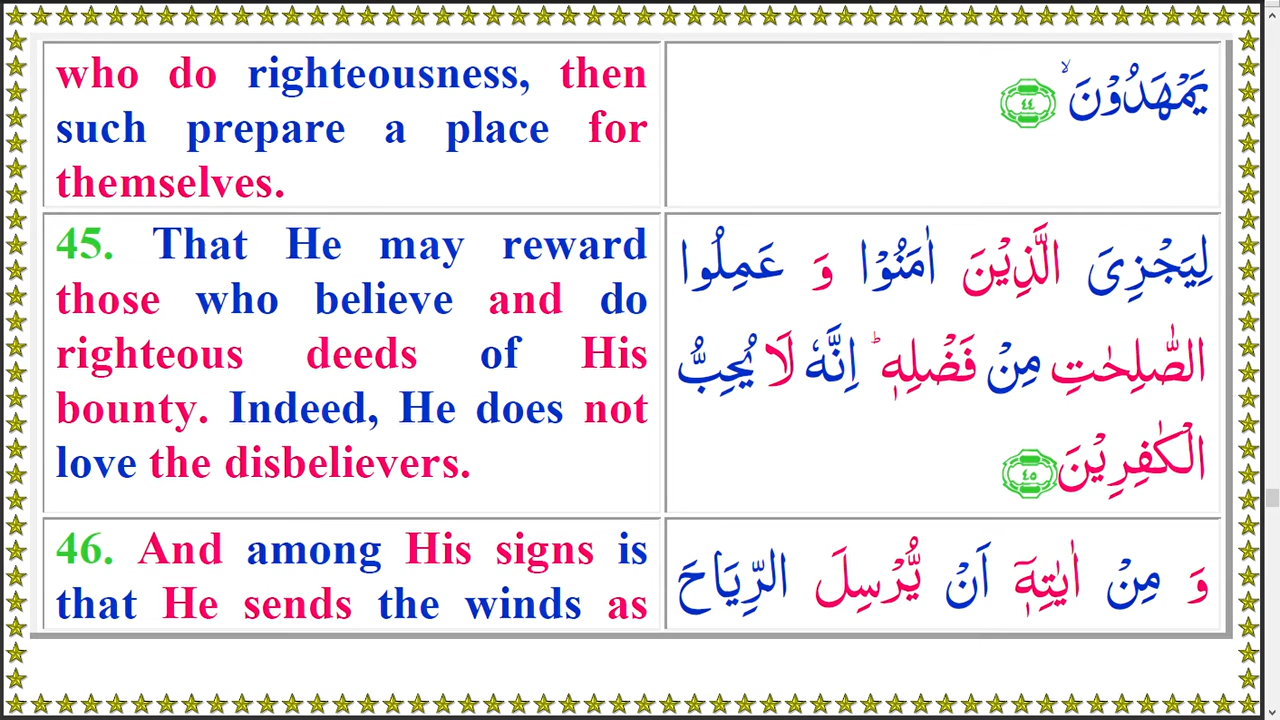 who do righteousness, then
such prepare a place for
themselves.
يَمْهَدُوْنَ ۙ ٤٤
45. That He may reward
those who believe and do
righteous deeds of His
bounty. Indeed, He does not
love the disbelievers.
لِيَجْزِىَ الَّذِيْنَ اٰمَنُوْا وَ عَمِلُوا
الصّٰلِحٰتِ مِنْ فَضْلِهٖ ؕ اِنَّهٗ لَا يُحِبُّ
الْكٰفِرِيْنَ ٤٥
46. And among His signs is
that He sends the winds as
وَ مِنْ اٰيٰتِهٖۤ اَنْ يُّرْسِلَ الرِّيَاحَ